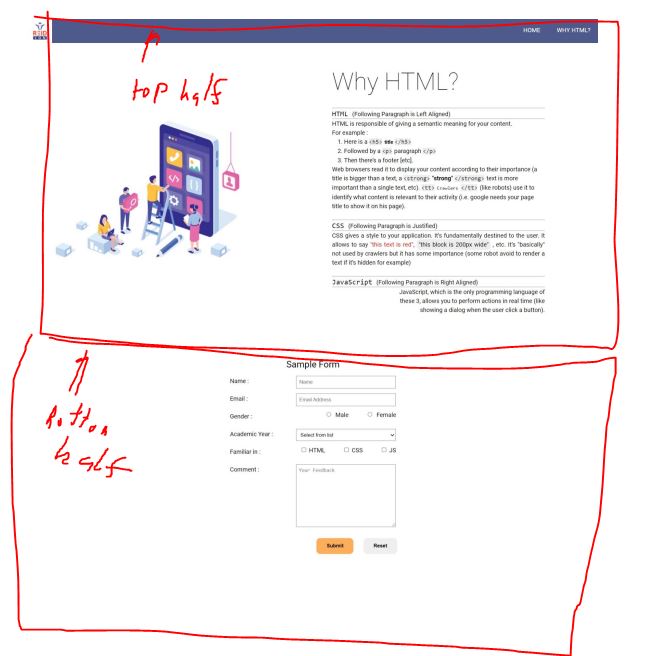 HOME WHY HTML?
top half
Why HTML?
HTML (Following Paragraph is Left Aligned)
HTML is responsible of giving a semantic meaning for your content.
For example :
1. Here is a <h5> title </h5>
2. Followed by a <p> paragraph </p>
3. Then there's a footer [etc].
Web browsers read it to display your content according to their importance (a
title is bigger than a text, a <strong> "strong" </strong> text is more
important than a single text, etc). <tt> Crawlers </tt> (like robots) use it to
identify what content is relevant to their activity (i.e. google needs your page
title to show it on his page).
CSS (Following Paragraph is Justified)
CSS gives a style to your application. It's fundamentally destined to the user. It
allows to say "this text is red", "this block is 200px wide" , etc. it's "basically"
not used by crawlers but it has some importance (some robot avoid to render a
text if it's hidden for example)
JavaScript (Following Paragraph is Right Aligned)
JavaScript, which is the only programming language of
these 3, allows you to perform actions in real time (like
showing a dialog when the user click a button).
Bottom
half
Sample Form
Name :
Name
Email :
Email Address
Gender :
Male Female
Academic Year :
Select from list
Familiar in :
HTML CSS JS
Comment :
Your Feedback
Submit Reset